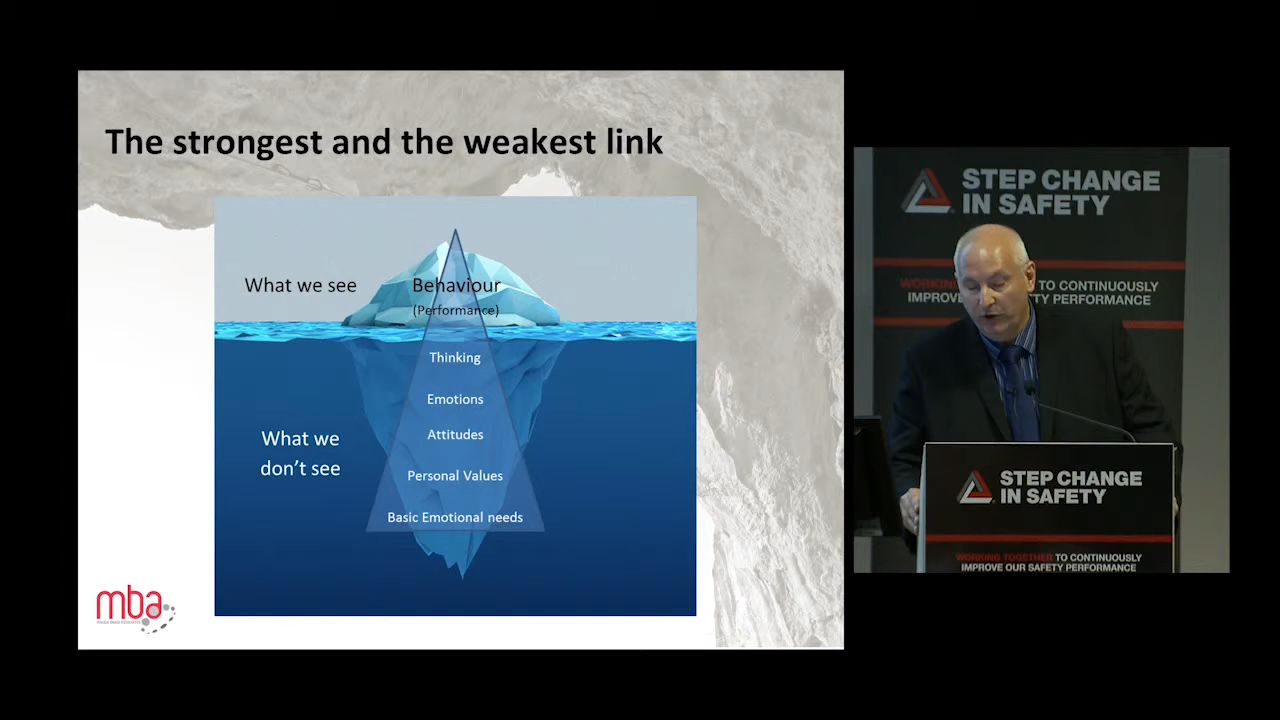 The strongest and the weakest link
What we see
Behaviour
(Performance)
Thinking
Emotions
Attitudes
Personal Values
Basic Emotional needs
What we
don't see
mba
STEP CHANGE
IN SAFETY
WORKING TO CONTINUOUSLY
IMPROVE SAFETY PERFORMANCE
STEP CHANGE
IN SAFETY
WORKING TOGETHER TO CONTINUOUSLY
IMPROVE OUR SAFETY PERFORMANCE